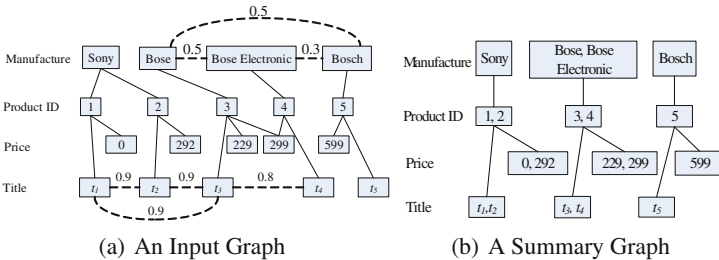 0.5
Manufacture Sony Bose 0.5 Bose Electronic 0.3 Bosch
Product ID 1 2 3 4 5
Price 0 292 229 299 599
Title t1 0.9 t2 0.9 t3 0.8 t4 t5
0.9
(a) An Input Graph
Manufacture Sony Bose, Bose Electronic Bosch
Product ID 1, 2 3, 4 5
Price 0, 292 229, 299 599
Title t1,t2 t3, t4 t5
(b) A Summary Graph